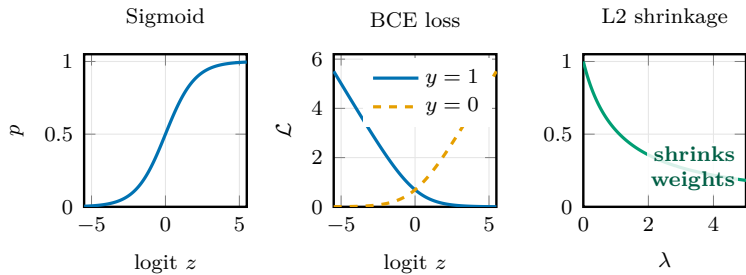 Sigmoid
1
0.5
0
−5
0
5
p
logit z
BCE loss
6
4
2
0
−5
0
5
ℒ
logit z
y = 1
y = 0
L2 shrinkage
1
0.5
0
0
2
4
λ
shrinks
weights